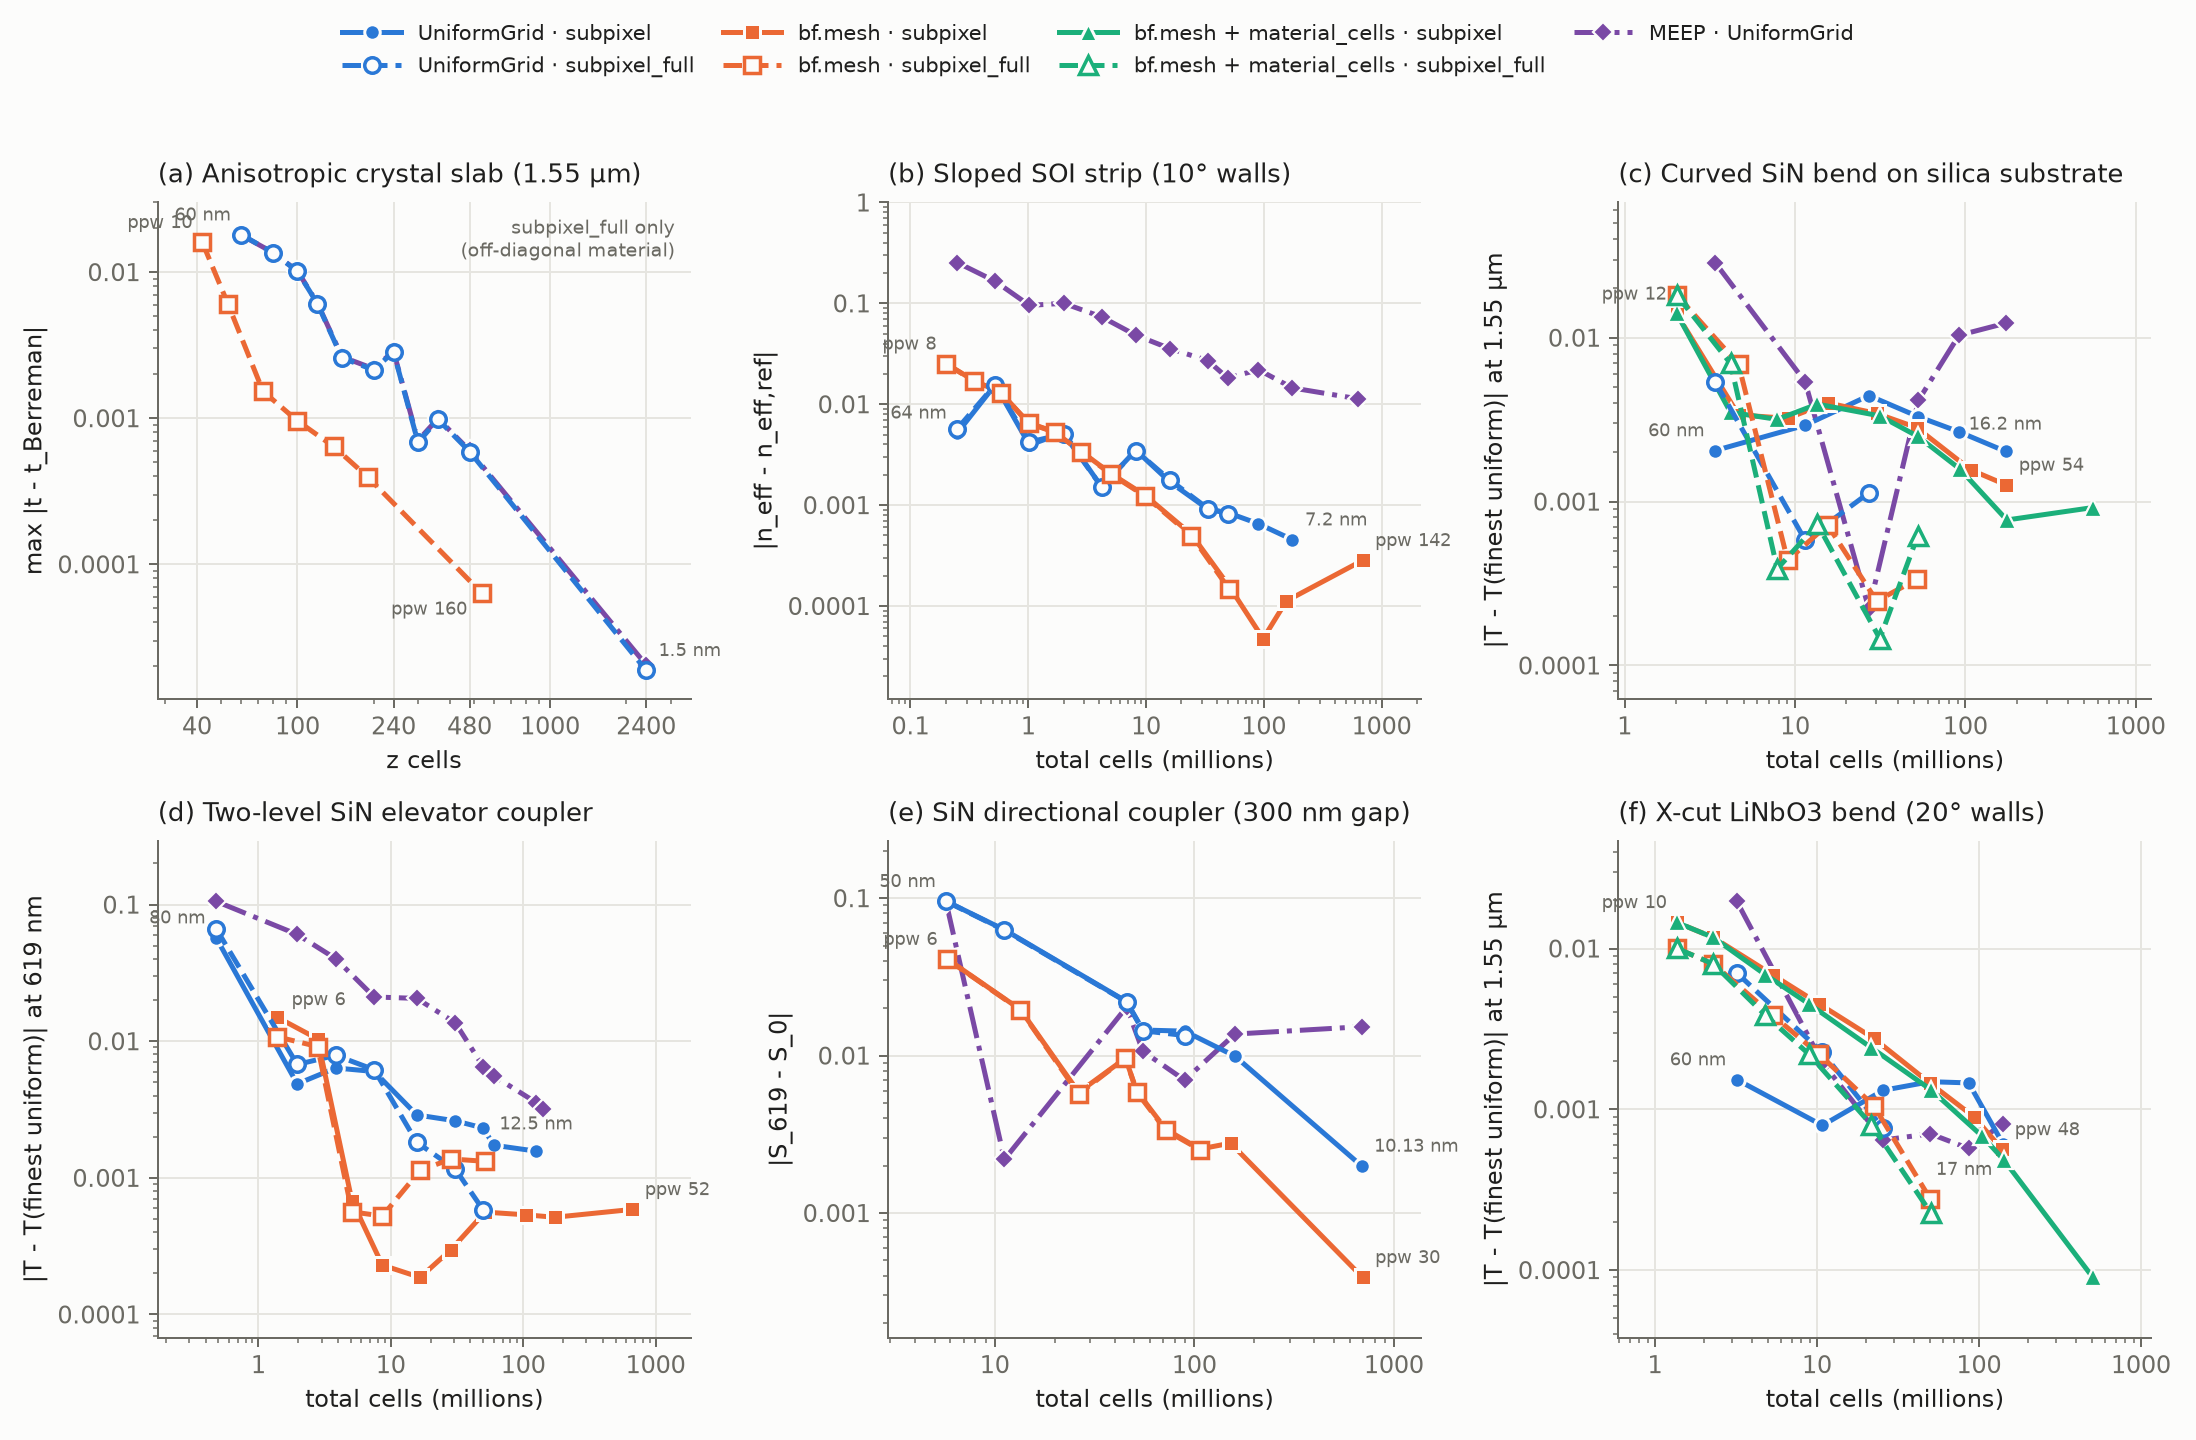 UniformGrid · subpixel
bf.mesh · subpixel
bf.mesh + material_cells · subpixel
MEEP · UniformGrid
UniformGrid · subpixel_full
bf.mesh · subpixel_full
bf.mesh + material_cells · subpixel_full
(a) Anisotropic crystal slab (1.55 µm)
ppw 10
60 nm
subpixel_full only
(off-diagonal material)
0.01
0.001
0.0001
max |t - t_Berreman|
ppw 160
1.5 nm
40 100 240 480 1000 2400
z cells
(b) Sloped SOI strip (10° walls)
1
0.1
0.01
0.001
0.0001
|n_eff - n_eff,ref|
ppw 8
64 nm
7.2 nm
ppw 142
0.1 1 10 100 1000
total cells (millions)
(c) Curved SiN bend on silica substrate
0.01
0.001
0.0001
|T - T(finest uniform)| at 1.55 µm
ppw 12
60 nm
16.2 nm
ppw 54
1 10 100 1000
total cells (millions)
(d) Two-level SiN elevator coupler
0.1
0.01
0.001
0.0001
|T - T(finest uniform)| at 619 nm
80 nm
ppw 6
12.5 nm
ppw 52
1 10 100 1000
total cells (millions)
(e) SiN directional coupler (300 nm gap)
0.1
0.01
0.001
|S_619 - S_0|
50 nm
ppw 6
10.13 nm
ppw 30
10 100 1000
total cells (millions)
(f) X-cut LiNbO3 bend (20° walls)
0.01
0.001
0.0001
|T - T(finest uniform)| at 1.55 µm
ppw 10
60 nm
ppw 48
17 nm
1 10 100 1000
total cells (millions)